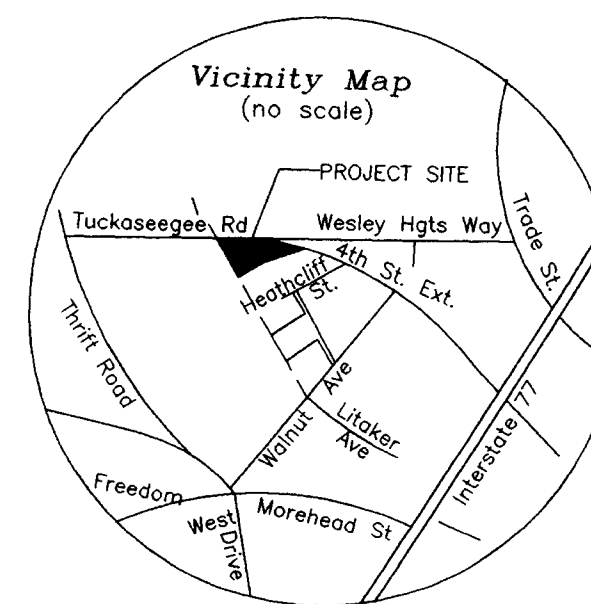 Vicinity Map
(no scale)
PROJECT SITE
Tuckaseegee Rd
Wesley Hgts Way
Trade St.
4th St. Ext.
Heathcliff
St.
Thrift Road
Walnut Ave
Litaker
Ave
Interstate 77
Freedom
Drive
West
Morehead St